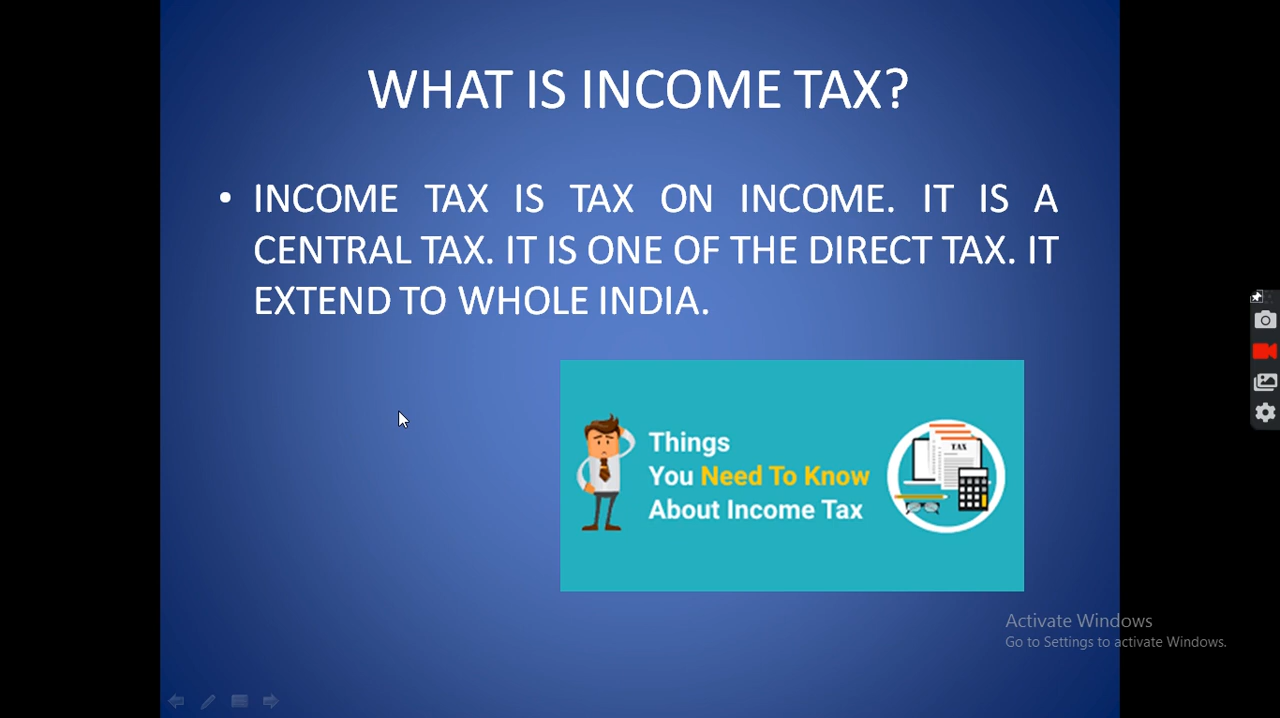 WHAT IS INCOME TAX?
• INCOME TAX IS TAX ON INCOME. IT IS A
CENTRAL TAX. IT IS ONE OF THE DIRECT TAX. IT
EXTEND TO WHOLE INDIA.
Things
You Need To Know
About Income Tax
TAX
Activate Windows
Go to Settings to activate Windows.